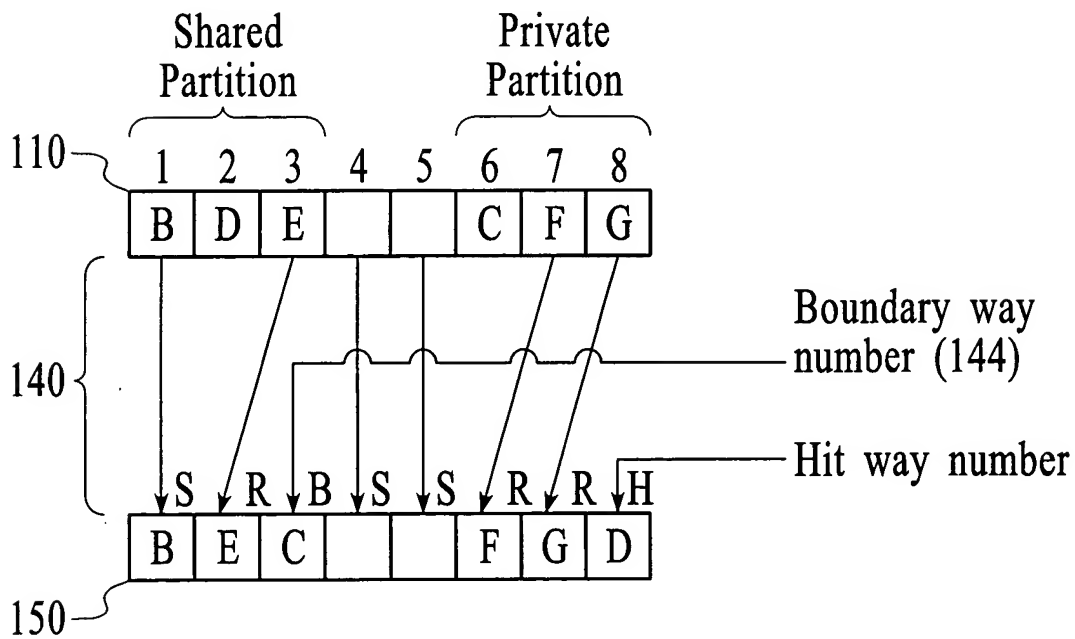 Shared
Partition
Private
Partition
110
1 2 3 4 5 6 7 8
B D E C F G
140
Boundary way
number (144)
Hit way number
S R B S S R R H
B E C F G D
150